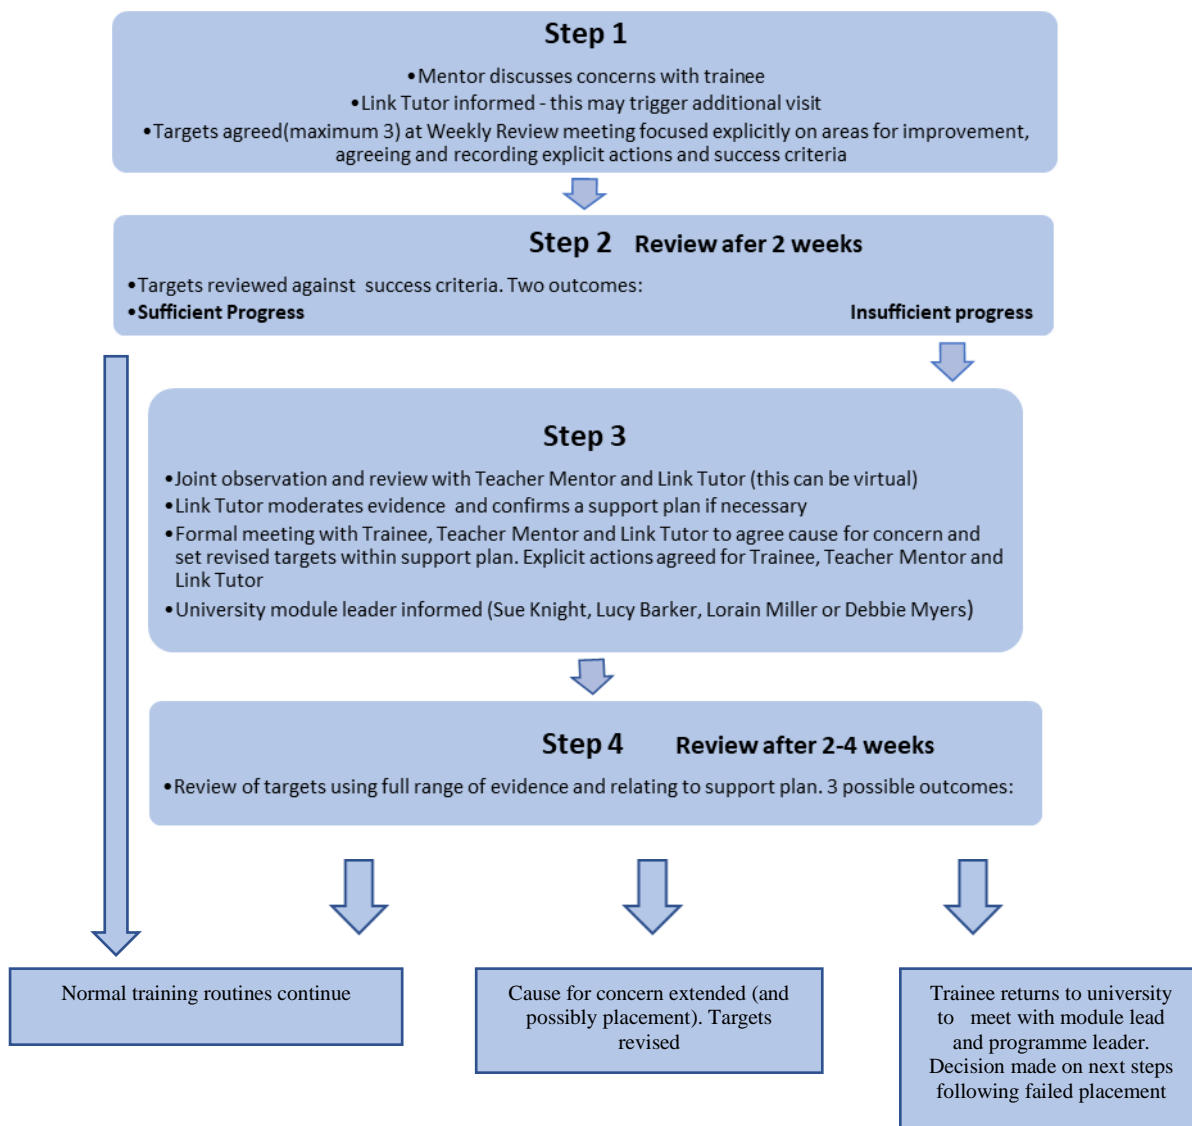 Step 1
•Mentor discusses concerns with trainee
•Link Tutor informed - this may trigger additional visit
•Targets agreed(maximum 3) at Weekly Review meeting focused explicitly on areas for improvement,
agreeing and recording explicit actions and success criteria
Step 2 Review afer 2 weeks
•Targets reviewed against success criteria. Two outcomes:
•Sufficient Progress Insufficient progress
Step 3
•Joint observation and review with Teacher Mentor and Link Tutor (this can be virtual)
•Link Tutor moderates evidence and confirms a support plan if necessary
•Formal meeting with Trainee, Teacher Mentor and Link Tutor to agree cause for concern and
set revised targets within support plan. Explicit actions agreed for Trainee, Teacher Mentor and
Link Tutor
•University module leader informed (Sue Knight, Lucy Barker, Lorain Miller or Debbie Myers)
Step 4 Review after 2-4 weeks
•Review of targets using full range of evidence and relating to support plan. 3 possible outcomes:
Normal training routines continue
Cause for concern extended (and
possibly placement). Targets
revised
Trainee returns to university
to meet with module lead
and programme leader.
Decision made on next steps
following failed placement